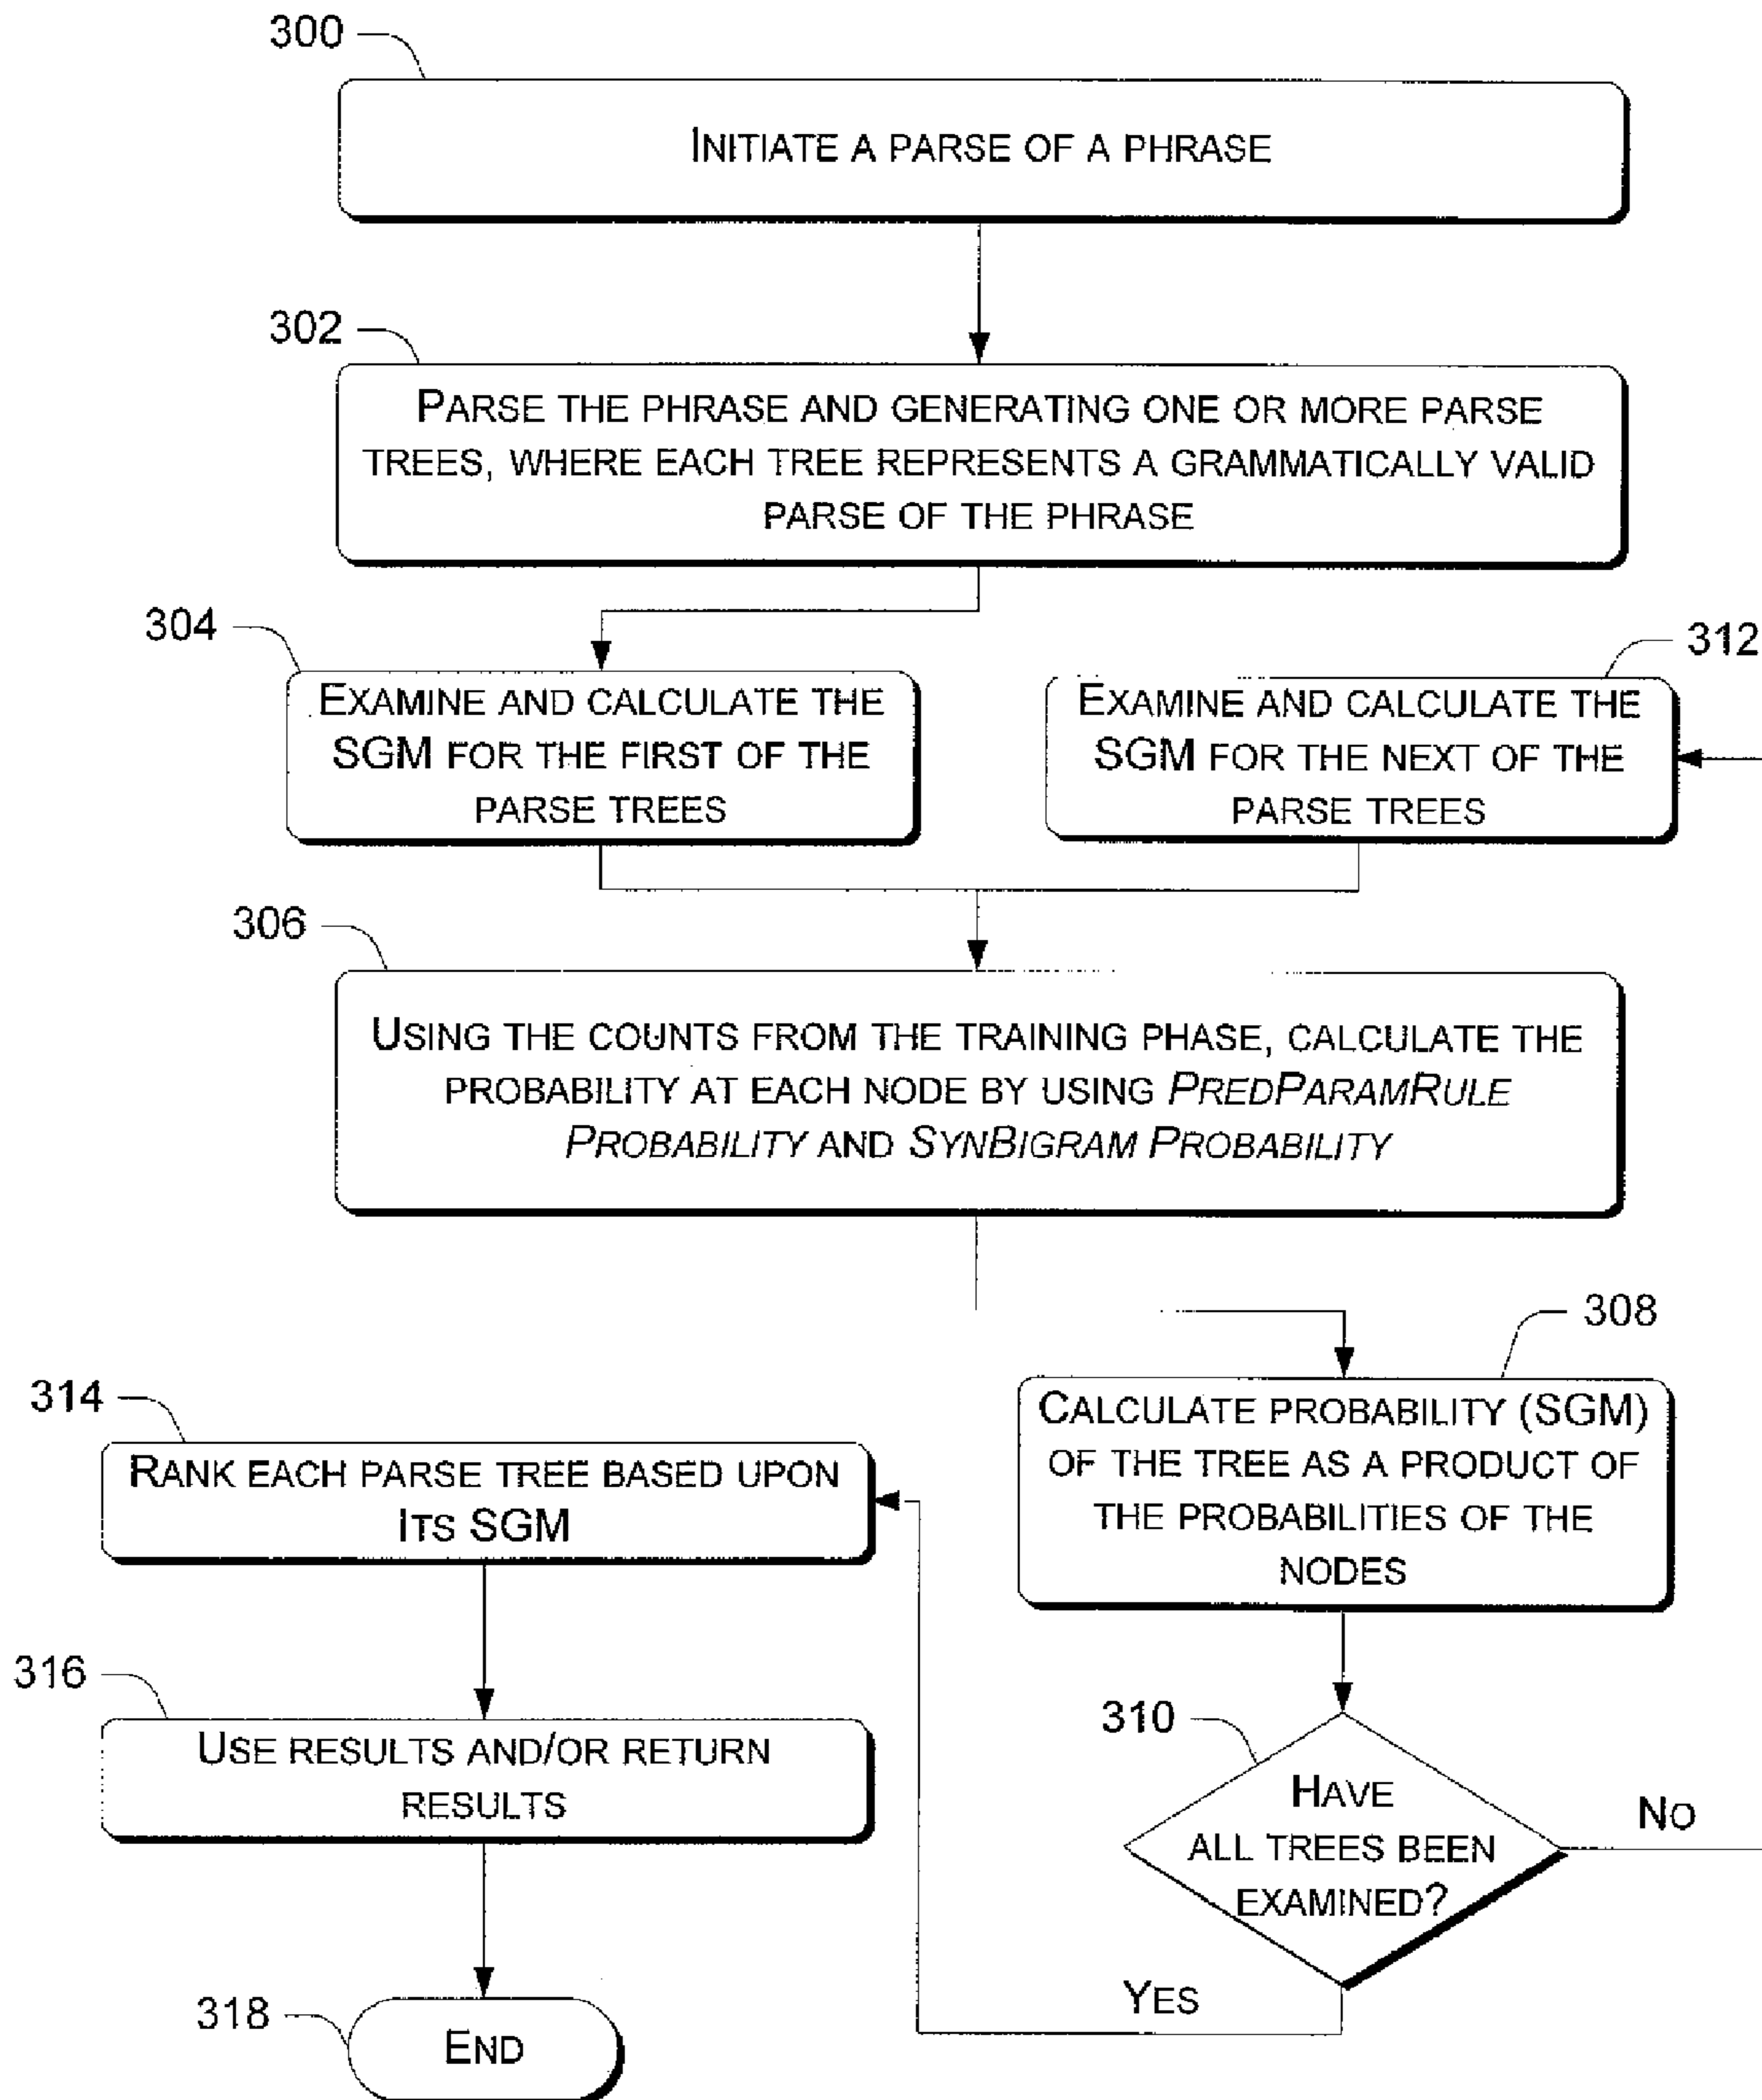 300
INITIATE A PARSE OF A PHRASE
302
PARSE THE PHRASE AND GENERATING ONE OR MORE PARSE
TREES, WHERE EACH TREE REPRESENTS A GRAMMATICALLY VALID
PARSE OF THE PHRASE
304
EXAMINE AND CALCULATE THE
SGM FOR THE FIRST OF THE
PARSE TREES
312
EXAMINE AND CALCULATE THE
SGM FOR THE NEXT OF THE
PARSE TREES
306
USING THE COUNTS FROM THE TRAINING PHASE, CALCULATE THE
PROBABILITY AT EACH NODE BY USING PREDPARAMRULE
PROBABILITY AND SYNBIGRAM PROBABILITY
308
CALCULATE PROBABILITY (SGM)
OF THE TREE AS A PRODUCT OF
THE PROBABILITIES OF THE
NODES
310
HAVE
ALL TREES BEEN
EXAMINED?
NO
YES
314
RANK EACH PARSE TREE BASED UPON
ITS SGM
316
USE RESULTS AND/OR RETURN
RESULTS
318
END